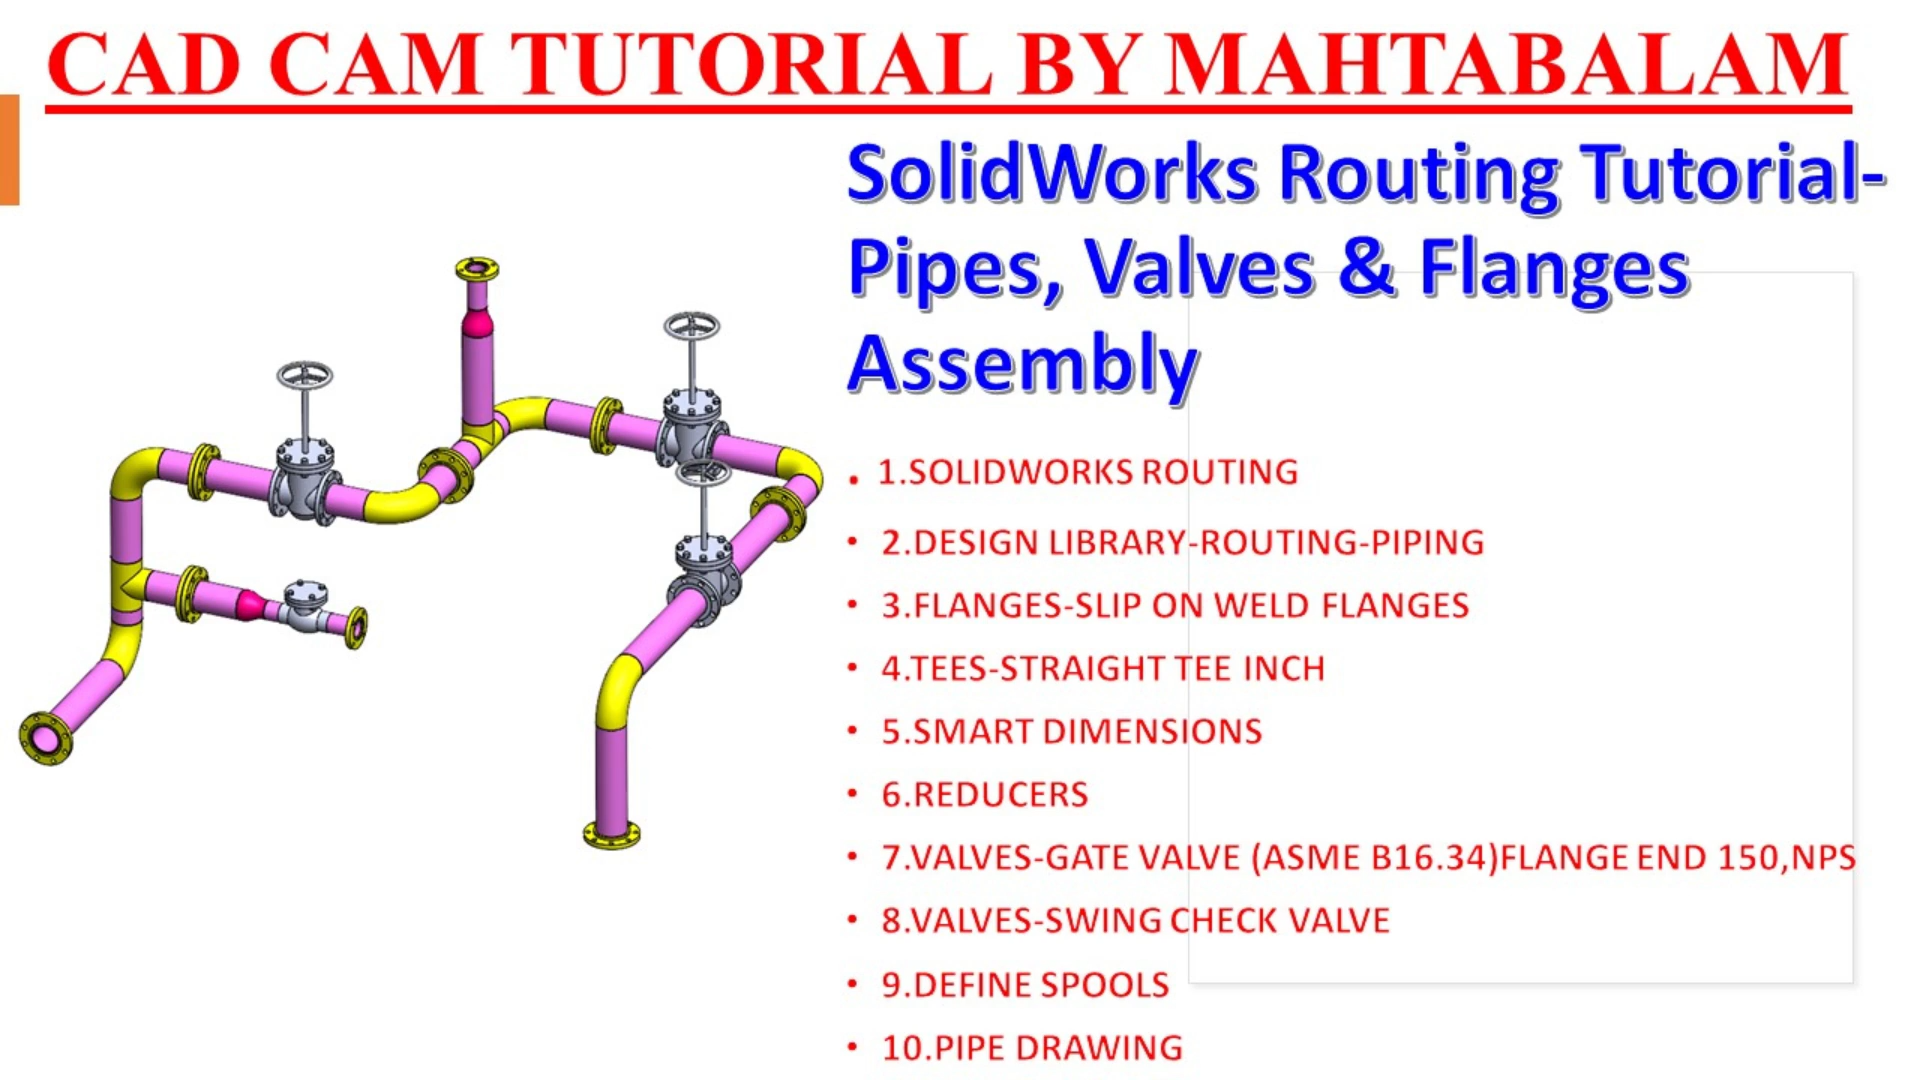 CAD CAM TUTORIAL BY MAHTABALAM
SolidWorks Routing Tutorial-
Pipes, Valves & Flanges
Assembly
. 1.SOLIDWORKS ROUTING
• 2.DESIGN LIBRARY-ROUTING-PIPING
• 3.FLANGES-SLIP ON WELD FLANGES
• 4.TEES-STRAIGHT TEE INCH
• 5.SMART DIMENSIONS
• 6.REDUCERS
• 7.VALVES-GATE VALVE (ASME B16.34)FLANGE END 150,NPS
• 8.VALVES-SWING CHECK VALVE
• 9.DEFINE SPOOLS
• 10.PIPE DRAWING